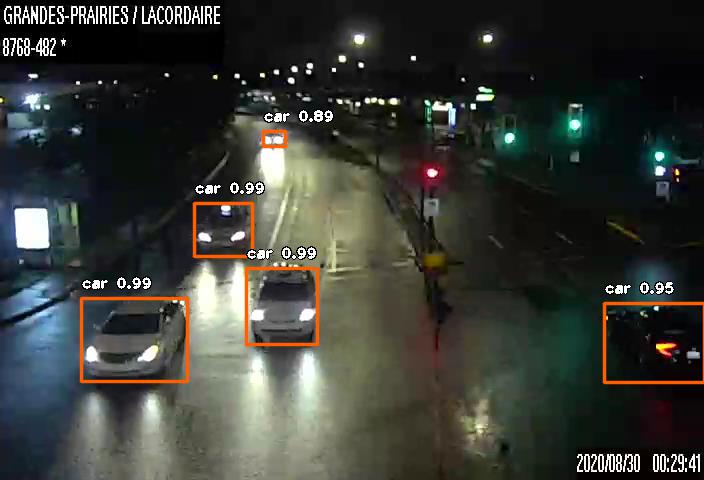 GRANDES-PRAIRIES / LACORDAIRE
8768-482 *
car 0.89
car 0.99
car 0.99
car 0.99
car 0.95
2020/08/30 00:29:41